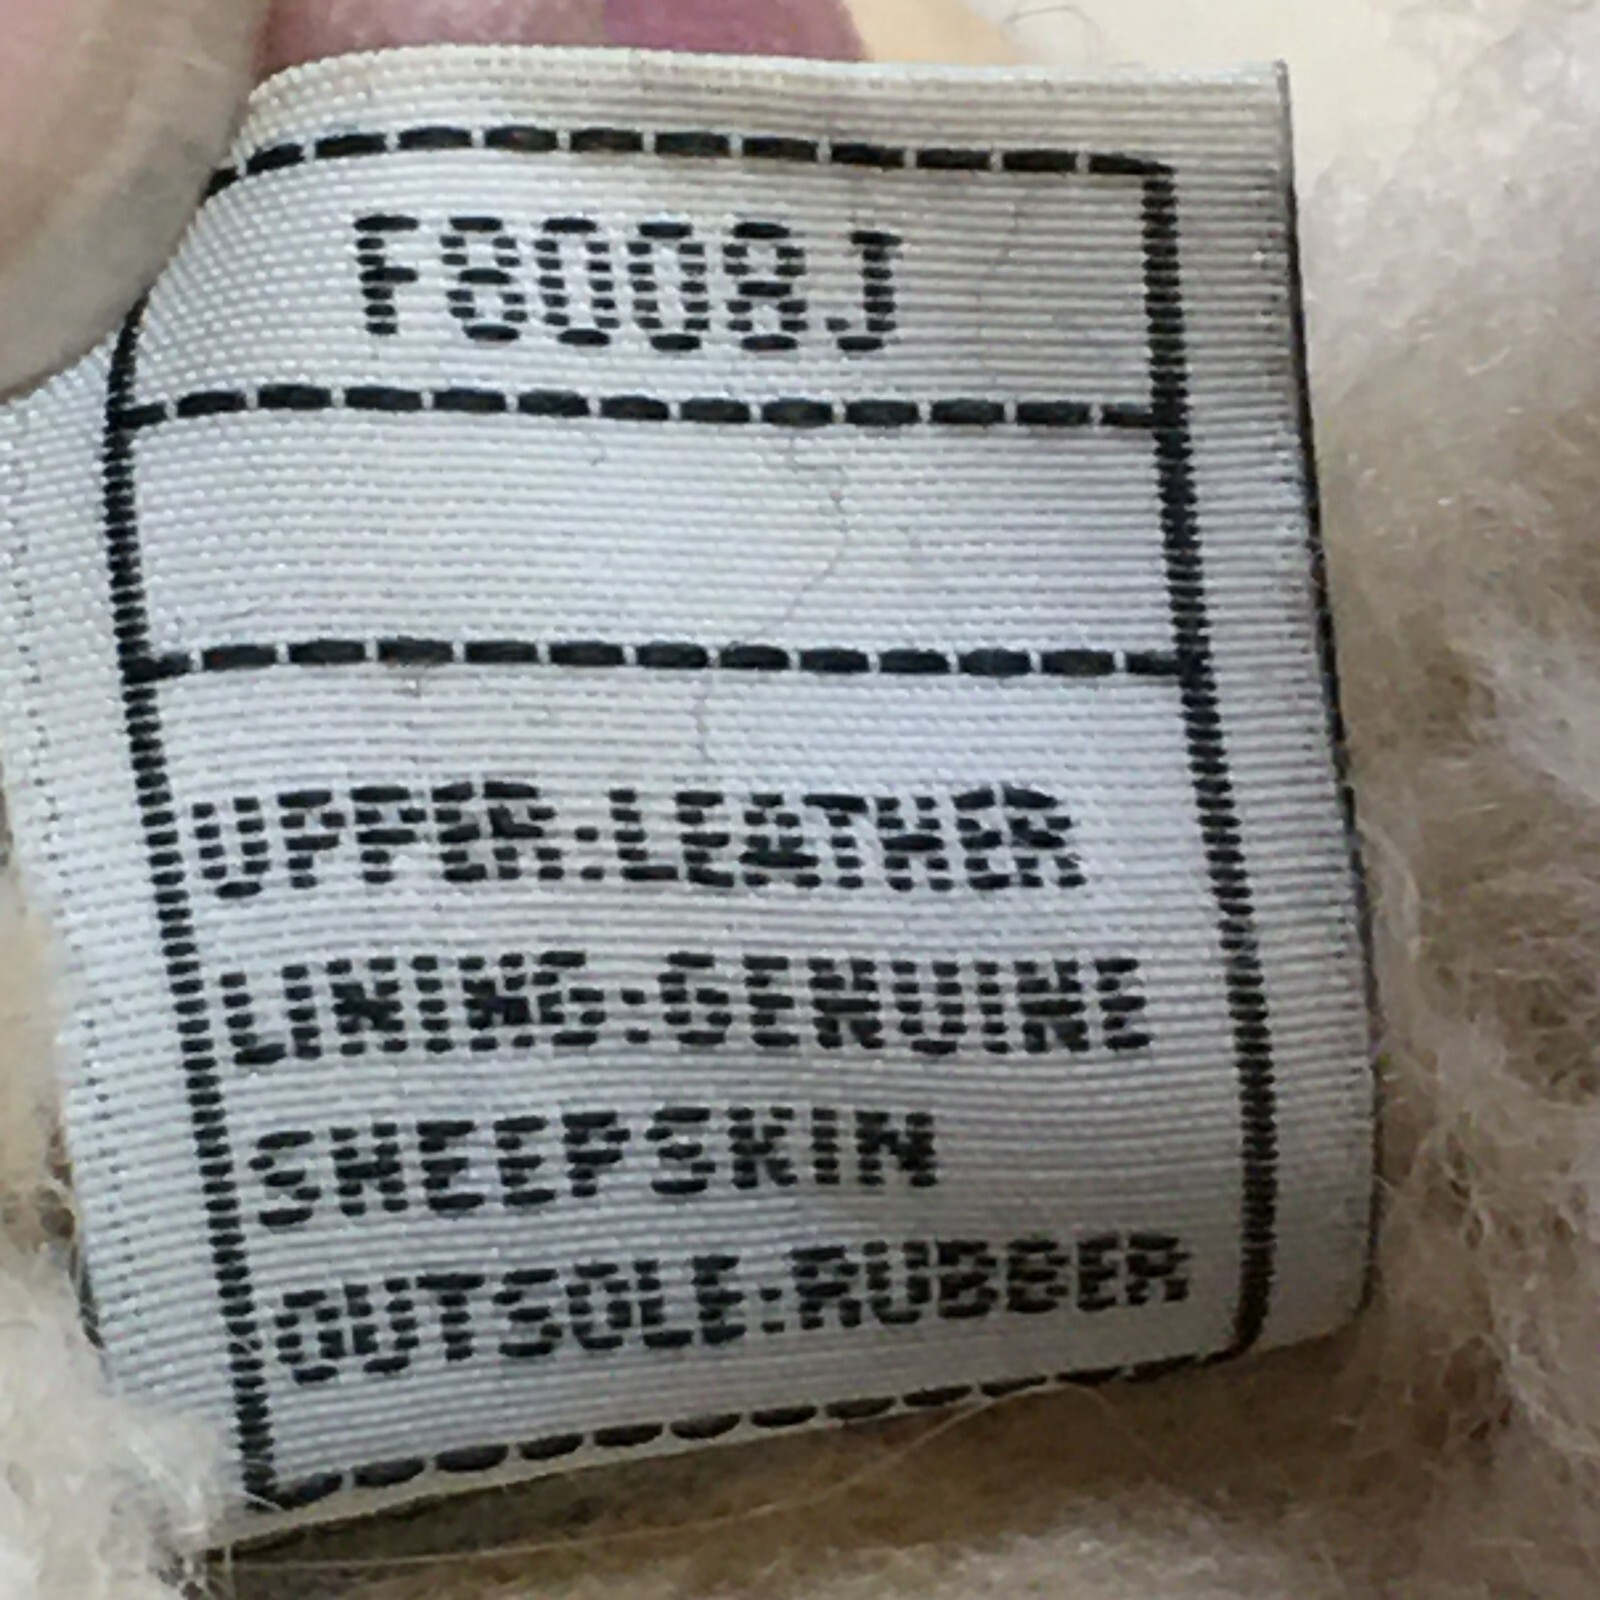 F8008J
UPPER:LEATHER
LINING:GENUINE
SHEEPSKIN
OUTSOLE:RUBBER